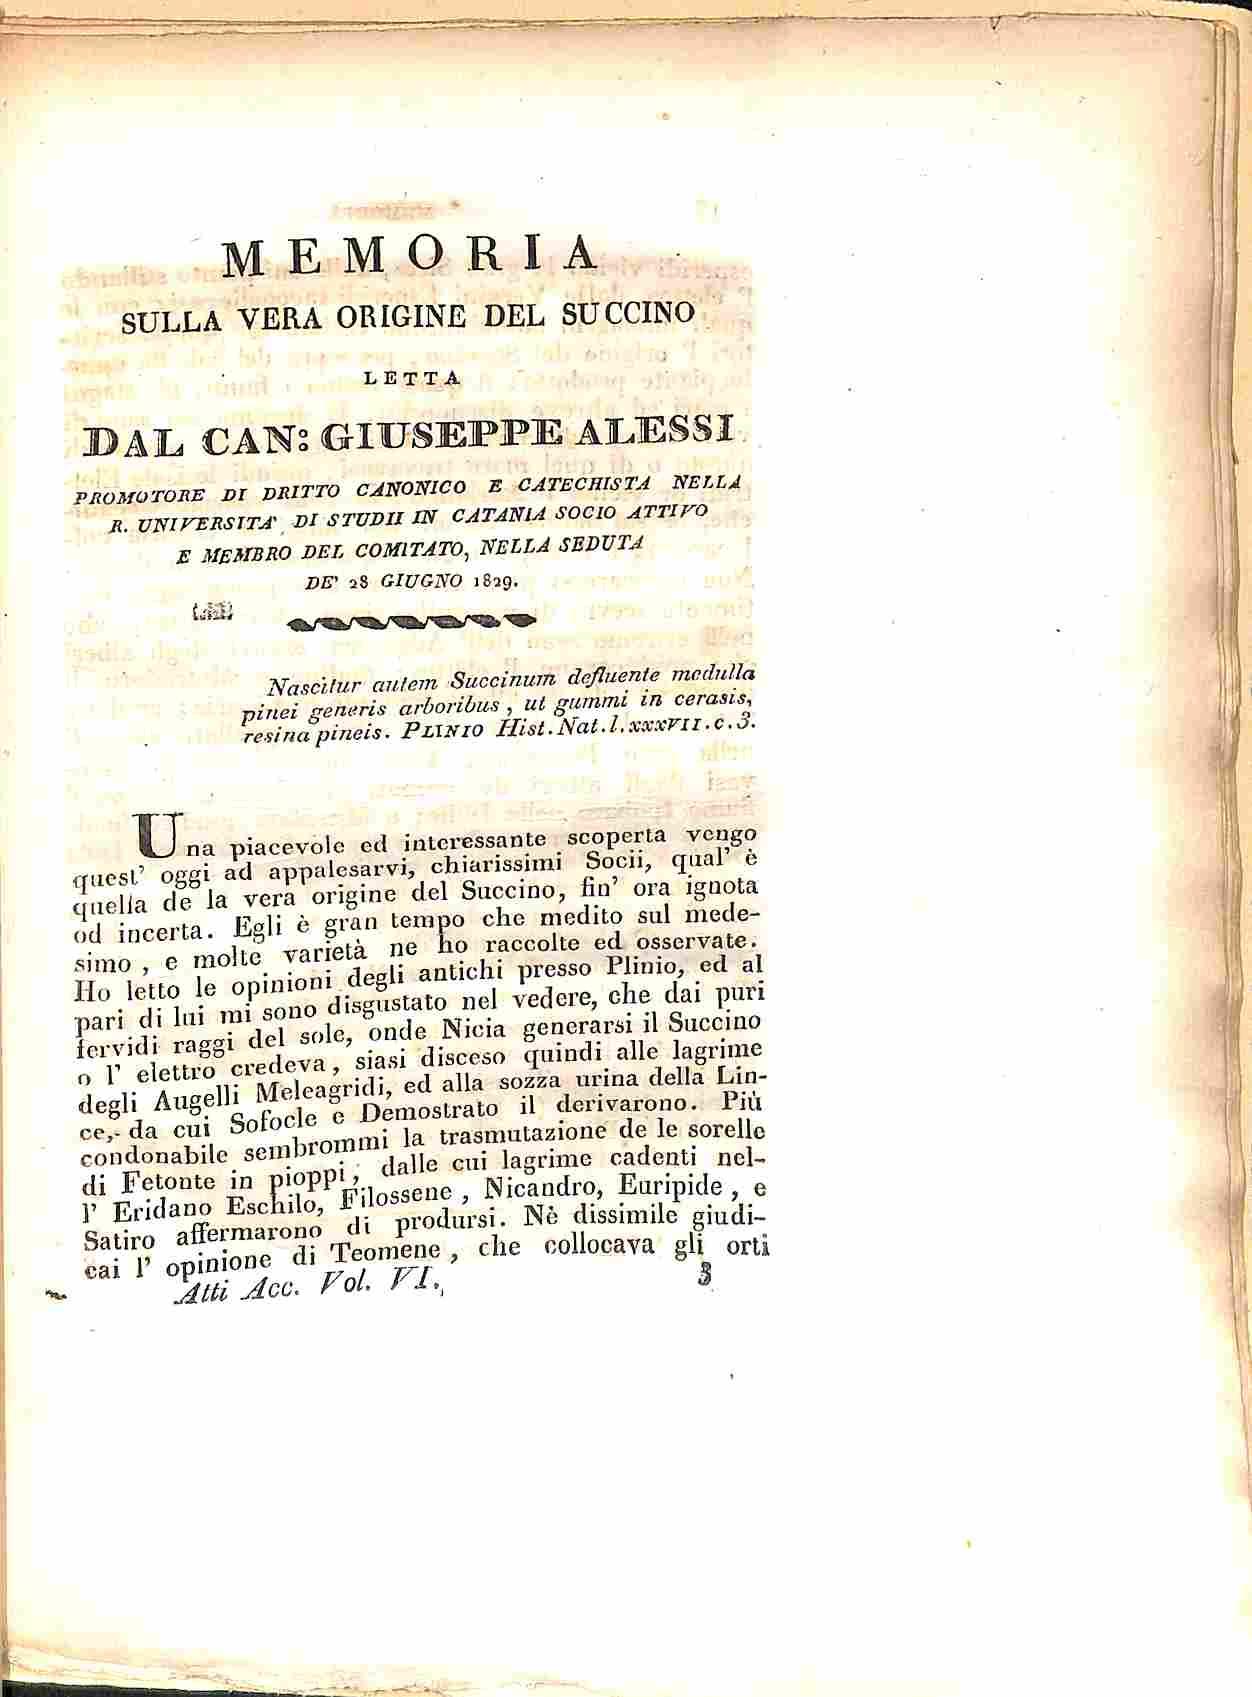 MEMORIA
SULLA VERA ORIGINE DEL SUCCINO
LETTA
DAL CAN: GIUSEPPE ALESSI
PROMOTORE DI DRITTO CANONICO E CATECHISTA NELLA
R. UNIVERSITA' DI STUDII IN CATANIA SOCIO ATTIVO
E MEMBRO DEL COMITATO, NELLA SEDUTA
DE' 28 GIUGNO 1829.
Nascitur autem Succinum defluente medulla
pinei generis arboribus, ut gummi in cerasis,
resina pineis. PLINIO Hist. Nat. l. xxxVII. c. 3.
Una piacevole ed interessante scoperta vengo
quest' oggi ad appalesarvi, chiarissimi Socii, qual' è
quella de la vera origine del Succino, fin' ora ignota
od incerta. Egli è gran tempo che medito sul mede-
simo, e molte varietà ne ho raccolte ed osservate.
Ho letto le opinioni degli antichi presso Plinio, ed al
pari di lui mi sono disgustato nel vedere, che dai puri
fervidi raggi del sole, onde Nicia generarsi il Succino
o l' elettro credeva, siasi disceso quindi alle lagrime
degli Augelli Meleagridi, ed alla sozza urina della Lin-
ce, da cui Sofocle e Demostrato il derivarono. Più
condonabile sembrommi la trasmutazione de le sorelle
di Fetonte in pioppi, dalle cui lagrime cadenti nel-
l' Eridano Eschilo, Filossene, Nicandro, Euripide, e
Satiro affermarono di prodursi. Nè dissimile giudi-
cai l' opinione di Teomene, che collocava gli orti
Atti Acc. Vol. VI. 3